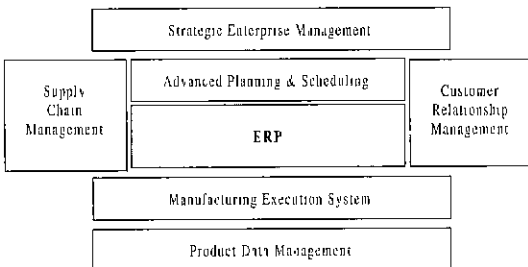 Strategic Enterprise Management
Supply
Chain
Management
Advanced Planning & Scheduling
ERP
Customer
Relationship
Management
Manufacturing Execution System
Product Data Management